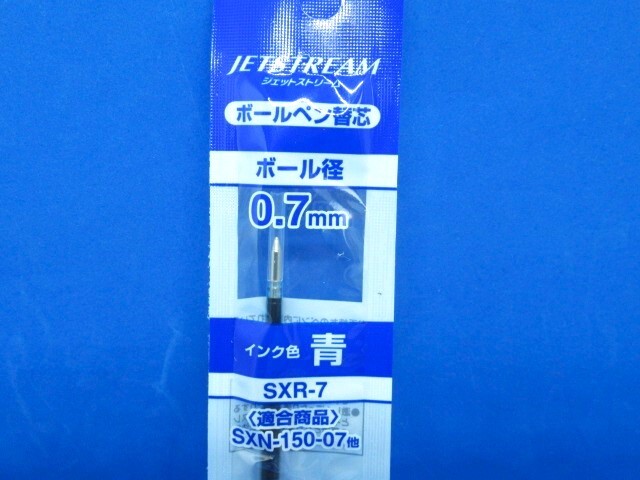 JETSTREAM
ジェットストリーム
ボールペン替芯
ボール径
0.7mm
インク色 青
SXR-7
〈適合商品〉
SXN-150-07他